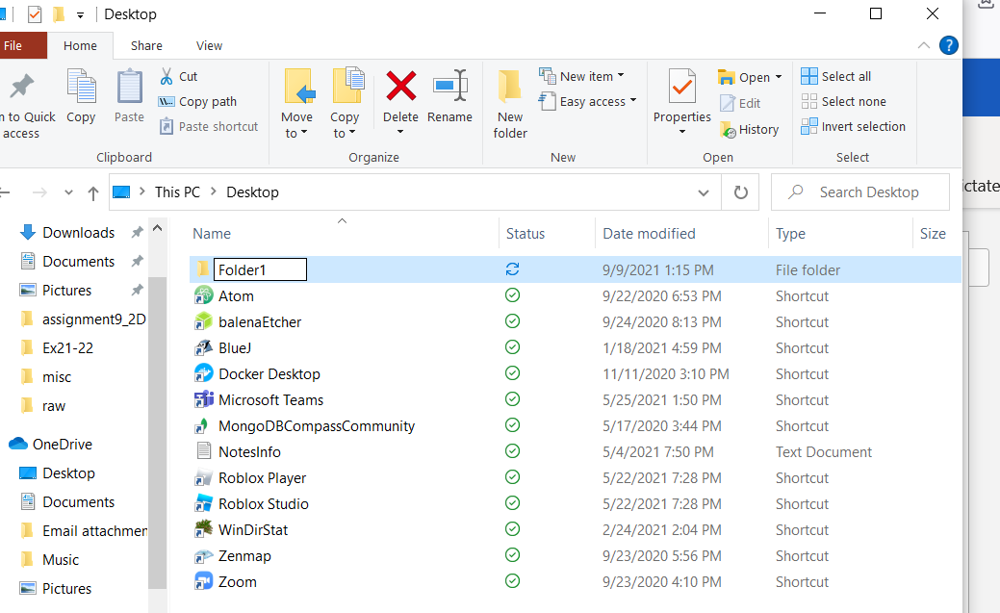 Desktop
File Home Share View
?
Cut
Copy path
Paste shortcut
n to Quick access
Copy
Paste
Move to
Copy to
Delete
Rename
New folder
New item
Easy access
Properties
Open
Edit
History
Select all
Select none
Invert selection
Clipboard Organize New Open Select
This PC Desktop
Search Desktop
ictate
Downloads
Documents
Pictures
assignment9_2D
Ex21-22
misc
raw
OneDrive
Desktop
Documents
Email attachmen
Music
Pictures
Name Status Date modified Type Size
Folder1 9/9/2021 1:15 PM File folder
Atom 9/22/2020 6:53 PM Shortcut
balenaEtcher 9/24/2020 8:13 PM Shortcut
BlueJ 1/18/2021 4:59 PM Shortcut
Docker Desktop 11/11/2020 3:10 PM Shortcut
Microsoft Teams 5/25/2021 1:50 PM Shortcut
MongoDBCompassCommunity 5/17/2020 3:44 PM Shortcut
NotesInfo 5/4/2021 7:50 PM Text Document
Roblox Player 5/22/2021 7:28 PM Shortcut
Roblox Studio 5/22/2021 7:28 PM Shortcut
WinDirStat 2/24/2021 2:04 PM Shortcut
Zenmap 9/23/2020 5:56 PM Shortcut
Zoom 9/23/2020 4:10 PM Shortcut